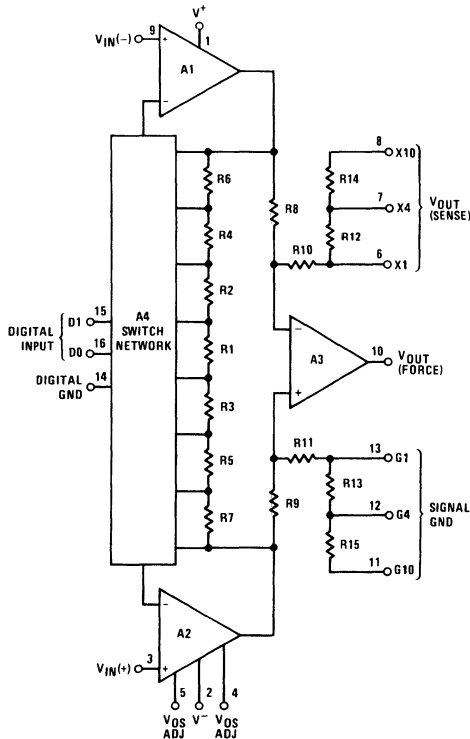 V+
VIN(-) 9 + 1
A1
-
8 X10
R6 R14
R8
7 X4 VOUT (SENSE)
R4 R12
R10 6 X1
R2
A4 SWITCH NETWORK
DIGITAL INPUT
D1 15
D0 16
DIGITAL GND 14
R1
-
A3 10 VOUT (FORCE)
+
R3
R11 13 G1
R5 R13
R9 12 G4 SIGNAL GND
R7 R15
11 G10
-
A2
VIN(+) 3 +
5 2 4
VOS ADJ
V-
VOS ADJ